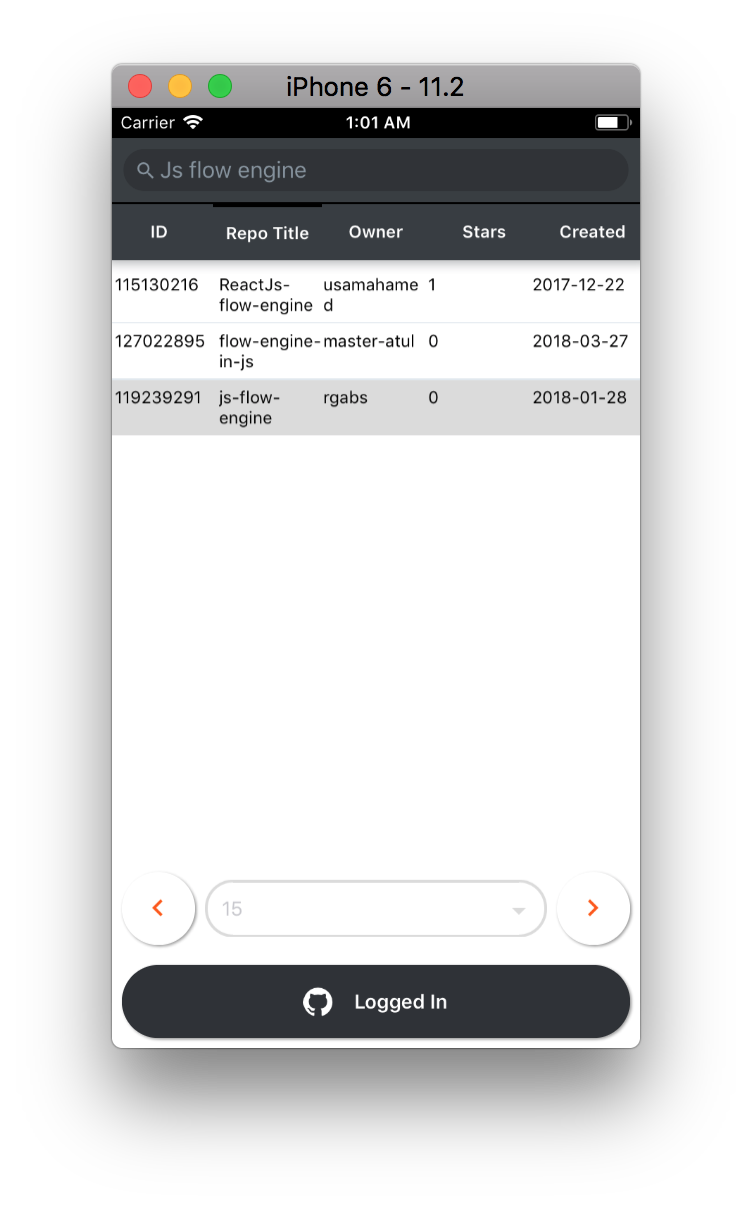 iPhone 6 - 11.2
Carrier 1:01 AM
Js flow engine
ID Repo Title Owner Stars Created
115130216 ReactJs- usamahame 1 2017-12-22
flow-engine d
127022895 flow-engine- master-atul 0 2018-03-27
in-js
119239291 js-flow- rgabs 0 2018-01-28
engine
15
Logged In